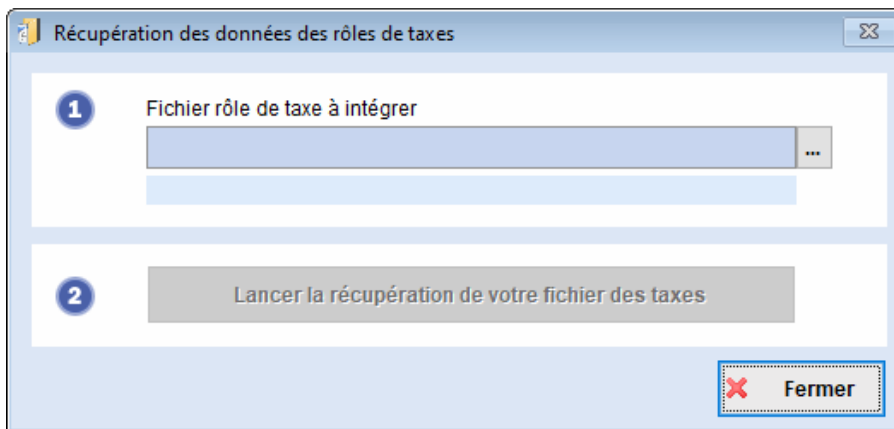 Récupération des données des rôles de taxes
1
Fichier rôle de taxe à intégrer
...
2
Lancer la récupération de votre fichier des taxes
Fermer